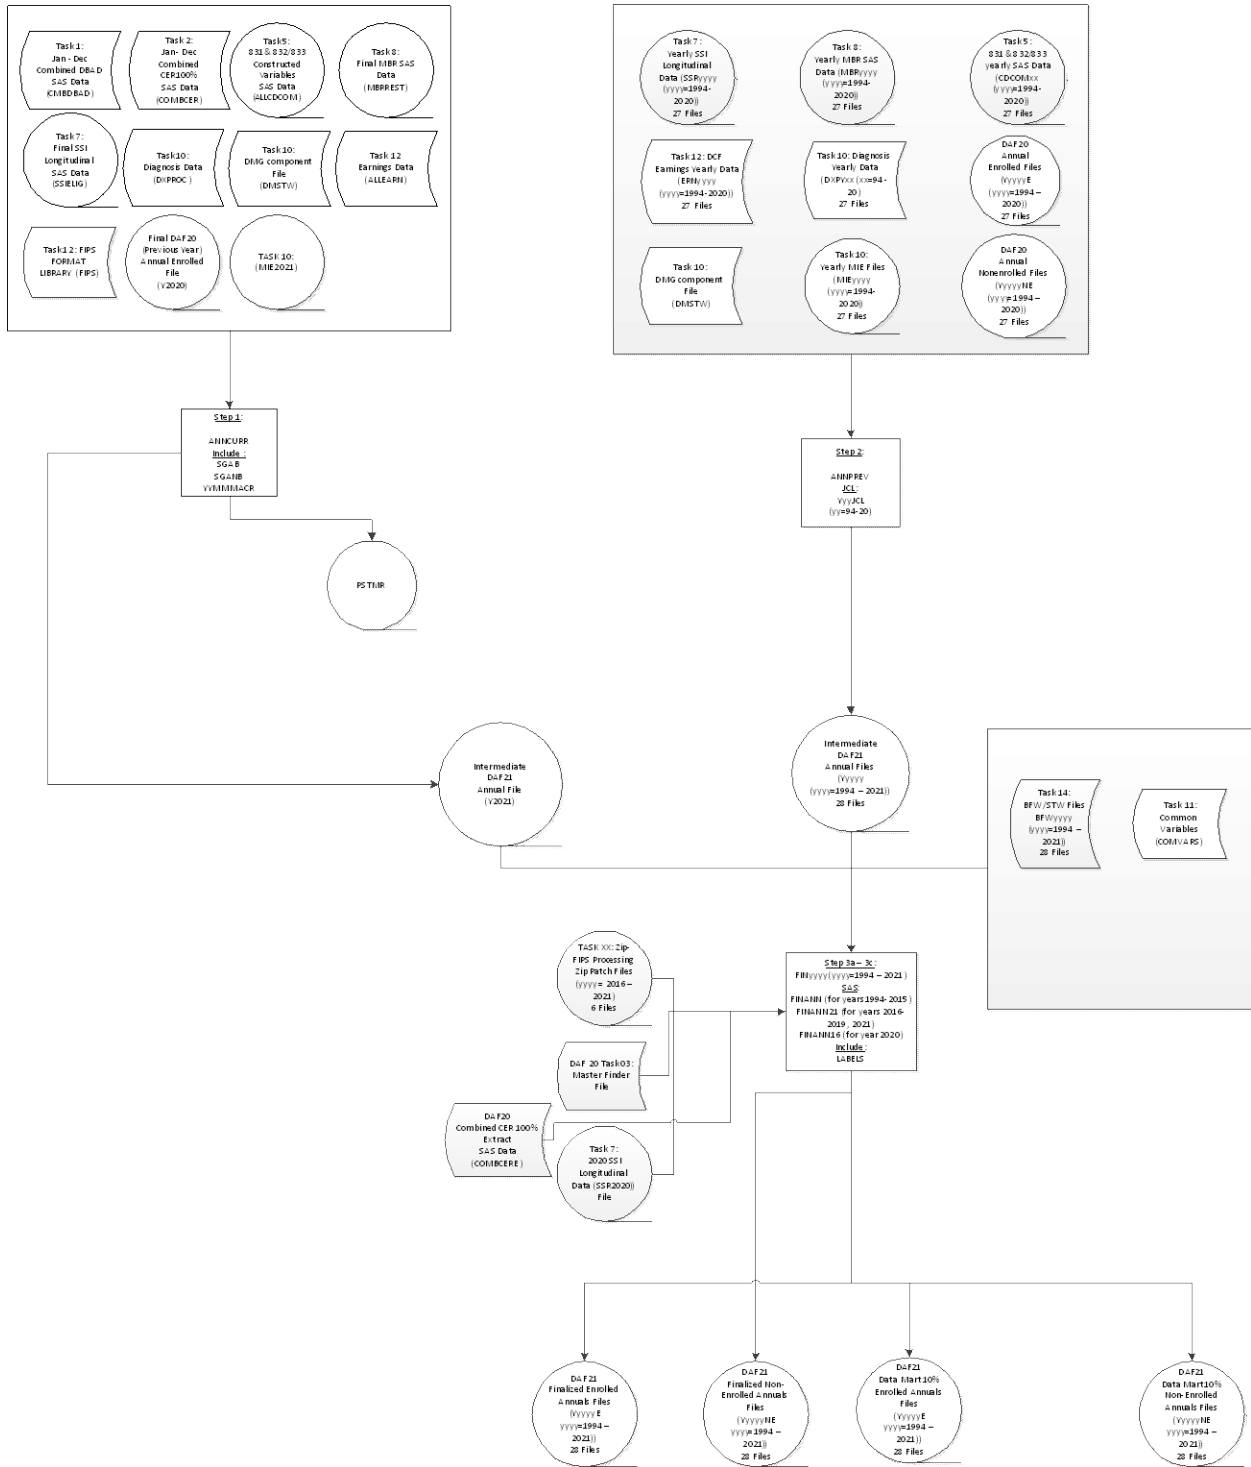 Task 1:
Jan - Dec
Combined DBAD
SAS Data
(CMBDBAD)
Task 2:
Jan- Dec
Combined
CER100%
SAS Data
(COMBCER)
Task5:
831 & 832/833
Constructed
Variables
SAS Data
(ALLCDCOM)
Task 8:
Final MBR SAS
Data
(MBRREST)
Task 7:
Final SSI
Longitudinal
SAS Data
(SSIELIG)
Task10:
Diagnosis Data
(DXPROC )
Task 10:
DMG component
File
(DMSTW)
Task 12
Earnings Data
(ALLEARN)
Task12: FIPS
FORMAT
LIBRARY (FIPS)
Final DAF20
(Previous Year)
Annual Enrolled
File
(Y2020)
TASK 10:
(MIE2021)
Task7:
Yearly SSI
Longitudinal
Data (SSRyyyy
(yyyy=1994-
2020))
27 Files
Task 8:
Yearly MBR SAS
Data (MBRyyyy
(yyyy=1994-
2020))
27 Files
Task5:
831 & 832/833
yearly SAS Data
(CDCOMxx
(yyyy=1994-
2020))
27 Files
Task 12: DCF
Earnings Yearly Data
(ERNyyyy
(yyyy=1994-2020))
27 Files
Task10: Diagnosis
Yearly Data
(DXPYxx (xx=94 -
20)
27 Files
DAF20
Annual
Enrolled Files
(YyyyyE
(yyyy=1994 –
2020))
27 Files
Task 10:
DMG component
File
(DMSTW)
Task10:
Yearly MIE Files
(MIEyyyy
(yyyy=1994-
2020))
27 Files
DAF20
Annual
Nonenrolled Files
(YyyyyNE
(yyyy=1994 –
2020))
27 Files
Step 1:
ANNCURR
Include :
SGAB
SGANB
YYMMMACR
Step 2:
ANNPREV
JCL:
YyyJCL
(yy=94-20)
PSTMR
Intermediate
DAF21
Annual File
(Y2021)
Intermediate
DAF21
Annual Files
(Yyyyy
(yyyy=1994 – 2021))
28 Files
Task 14:
BFW/STW Files
BFWyyyy
(yyyy=1994 –
2021))
28 Files
Task 11:
Common
Variables
(COMVARS)
TASK XX: Zip-
FIPS Processing
Zip Patch Files
(yyyy = 2016 –
2021)
6 Files
Step 3a – 3c:
FINyyyy (yyyy=1994 – 2021)
SAS:
FINANN (for years1994-2015)
FINANN21 (for years 2016-
2019, 2021)
FINANN16 (for year 2020)
Include:
LABELS
DAF 20 Task03:
Master Finder
File
DAF20
Combined CER 100%
Extract
SAS Data
(COMBCERE)
Task 7:
2020 SSI
Longitudinal
Data (SSR2020))
File
DAF21
Finalized Enrolled
Annuals Files
(YyyyyE
yyyy=1994 –
2021))
28 Files
DAF21
Finalized Non-
Enrolled Annuals
Files
(YyyyyNE
yyyy=1994 –
2021))
28 Files
DAF21
Data Mart10%
Enrolled Annuals
Files
(YyyyyE
yyyy=1994 –
2021))
28 Files
DAF21
Data Mart10%
Non-Enrolled
Annuals Files
(YyyyyNE
yyyy=1994 –
2021))
28 Files